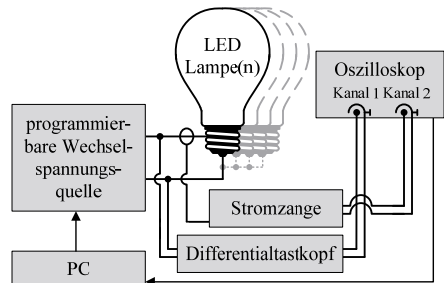 LED
Lampe(n)
Oszilloskop
Kanal 1 Kanal 2
programmier-
bare Wechsel-
spannungs-
quelle
Stromzange
Differentialtastkopf
PC